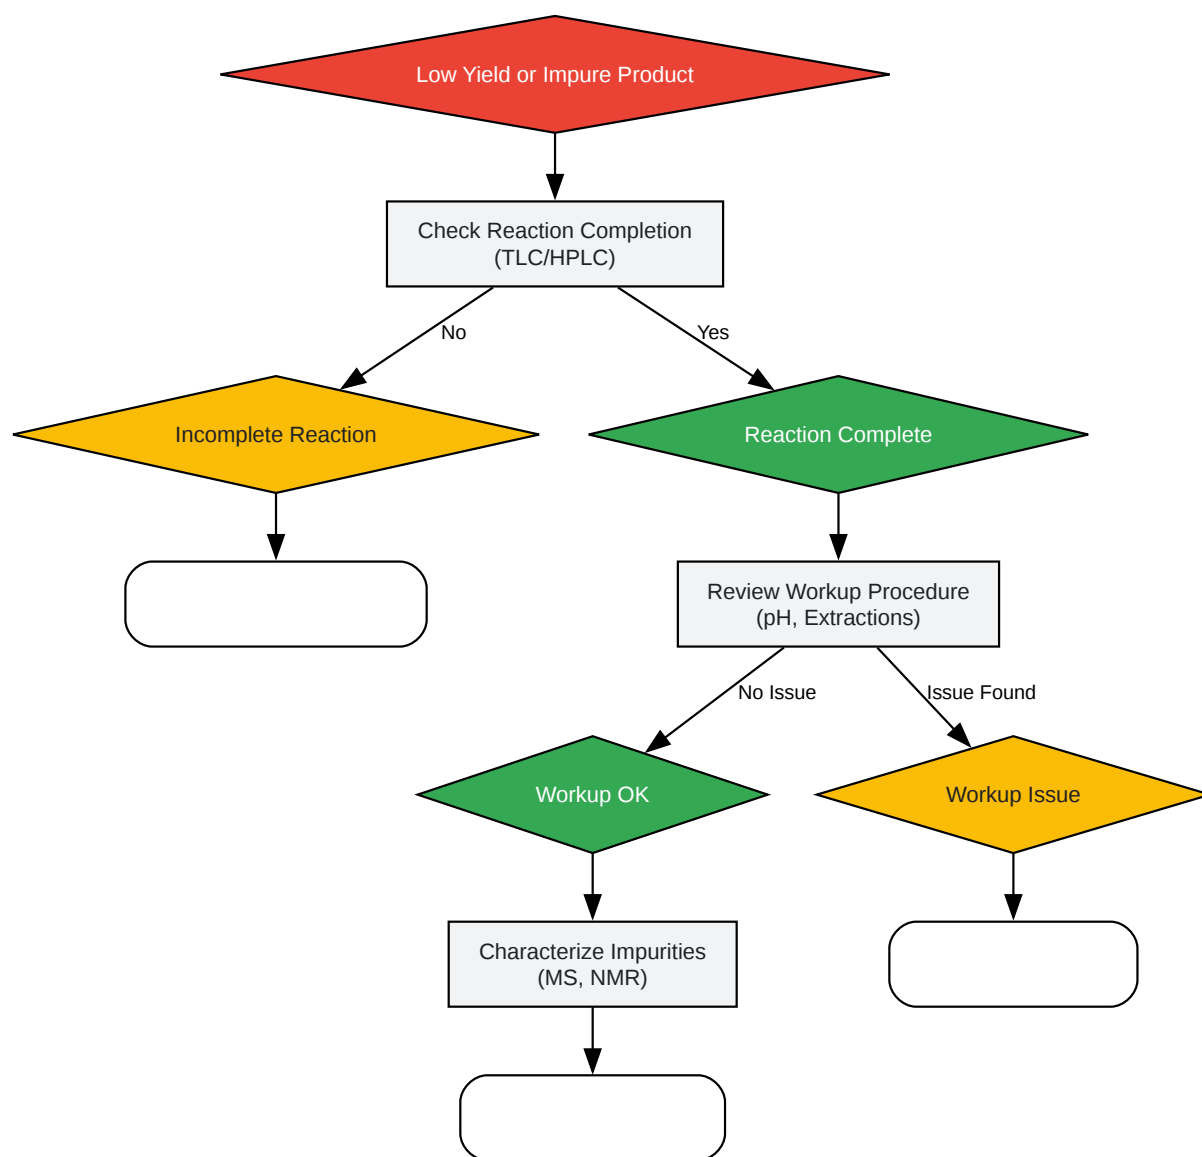 Low Yield or Impure Product
Check Reaction Completion
(TLC/HPLC)
No
Yes
Incomplete Reaction
Reaction Complete
Review Workup Procedure
(pH, Extractions)
No Issue
Issue Found
Workup OK
Workup Issue
Characterize Impurities
(MS, NMR)